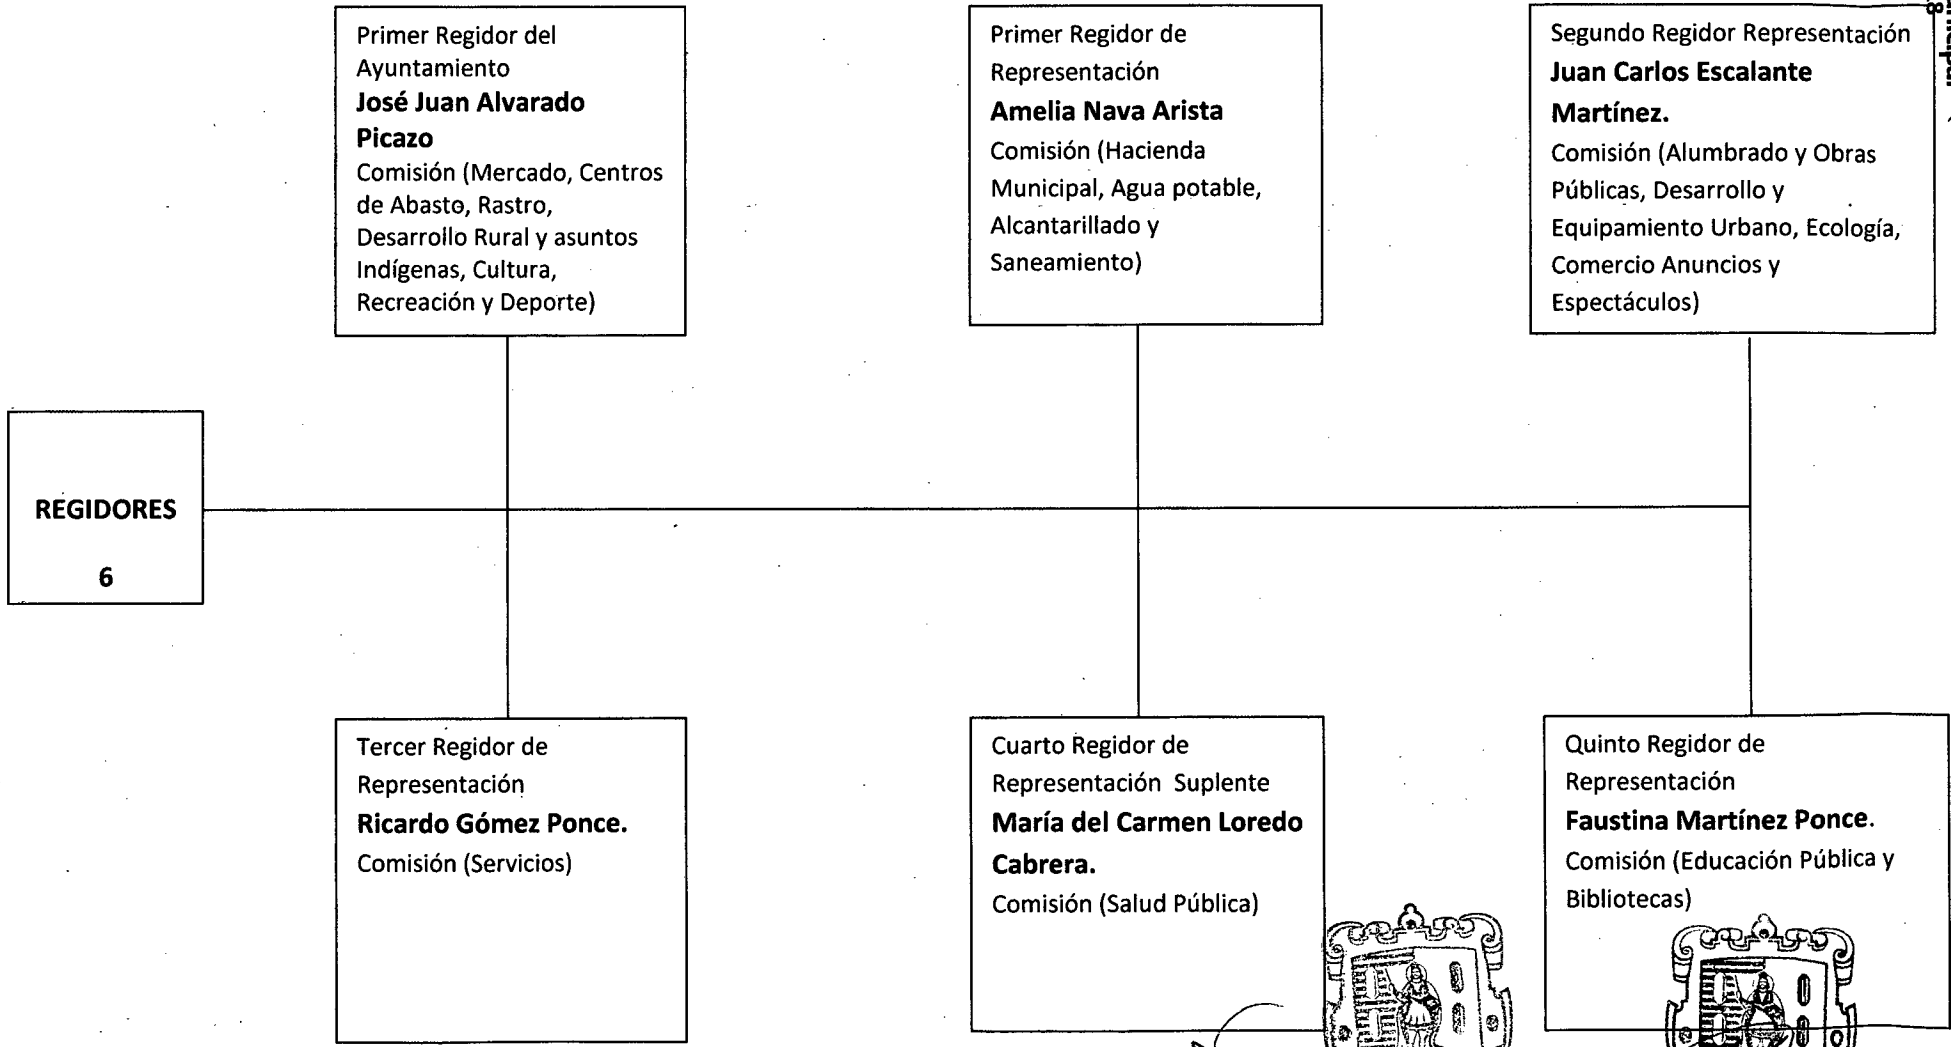 Primer Regidor del
Ayuntamiento
José Juan Alvarado
Picazo
Comisión (Mercado, Centros
de Abasto, Rastro,
Desarrollo Rural y asuntos
Indígenas, Cultura,
Recreación y Deporte)
Primer Regidor de
Representación
Amelia Nava Arista
Comisión (Hacienda
Municipal, Agua potable,
Alcantarillado y
Saneamiento)
Segundo Regidor Representación
Juan Carlos Escalante
Martínez.
Comisión (Alumbrado y Obras
Públicas, Desarrollo y
Equipamiento Urbano, Ecología,
Comercio Anuncios y
Espectáculos)
REGIDORES
6
Tercer Regidor de
Representación
Ricardo Gómez Ponce.
Comisión (Servicios)
Cuarto Regidor de
Representación Suplente
María del Carmen Loredo
Cabrera.
Comisión (Salud Pública)
Quinto Regidor de
Representación
Faustina Martínez Ponce.
Comisión (Educación Pública y
Bibliotecas)